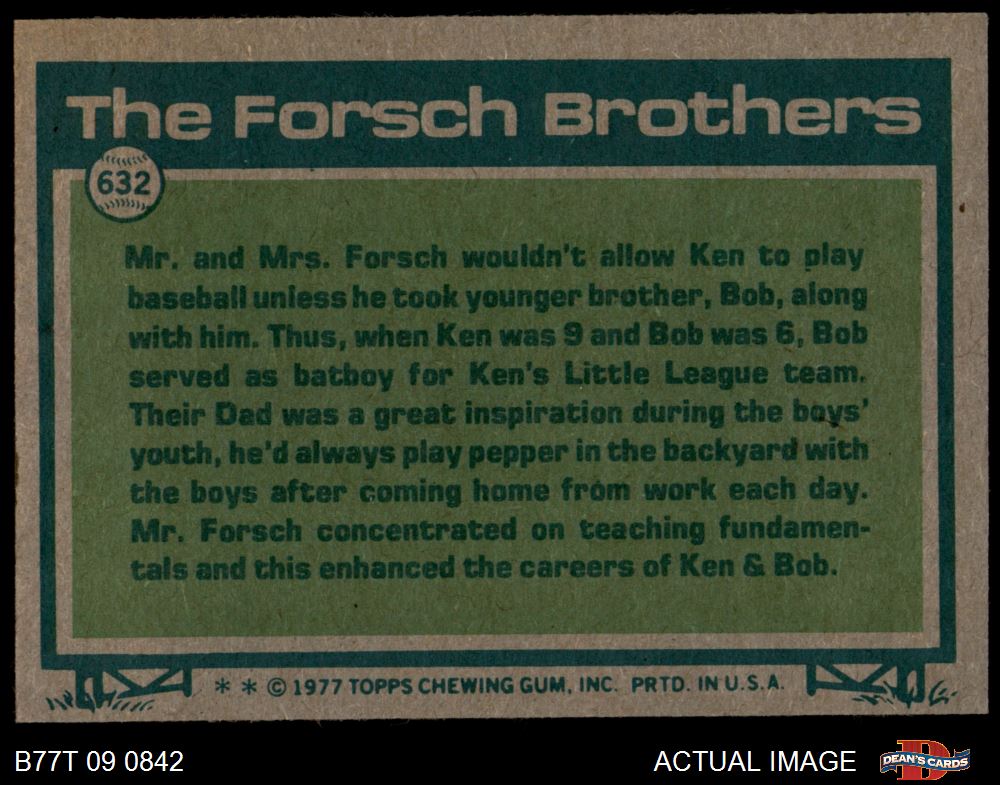 The Forsch Brothers
632
Mr. and Mrs. Forsch wouldn't allow Ken to play
baseball unless he took younger brother, Bob, along
with him. Thus, when Ken was 9 and Bob was 6, Bob
served as batboy for Ken's Little League team.
Their Dad was a great inspiration during the boys'
youth, he'd always play pepper in the backyard with
the boys after coming home from work each day.
Mr. Forsch concentrated on teaching fundamen-
tals and this enhanced the careers of Ken & Bob.
* * © 1977 TOPPS CHEWING GUM, INC. PRTD. IN U.S.A.
B77T 09 0842
ACTUAL IMAGE
D
DEAN'S CARDS